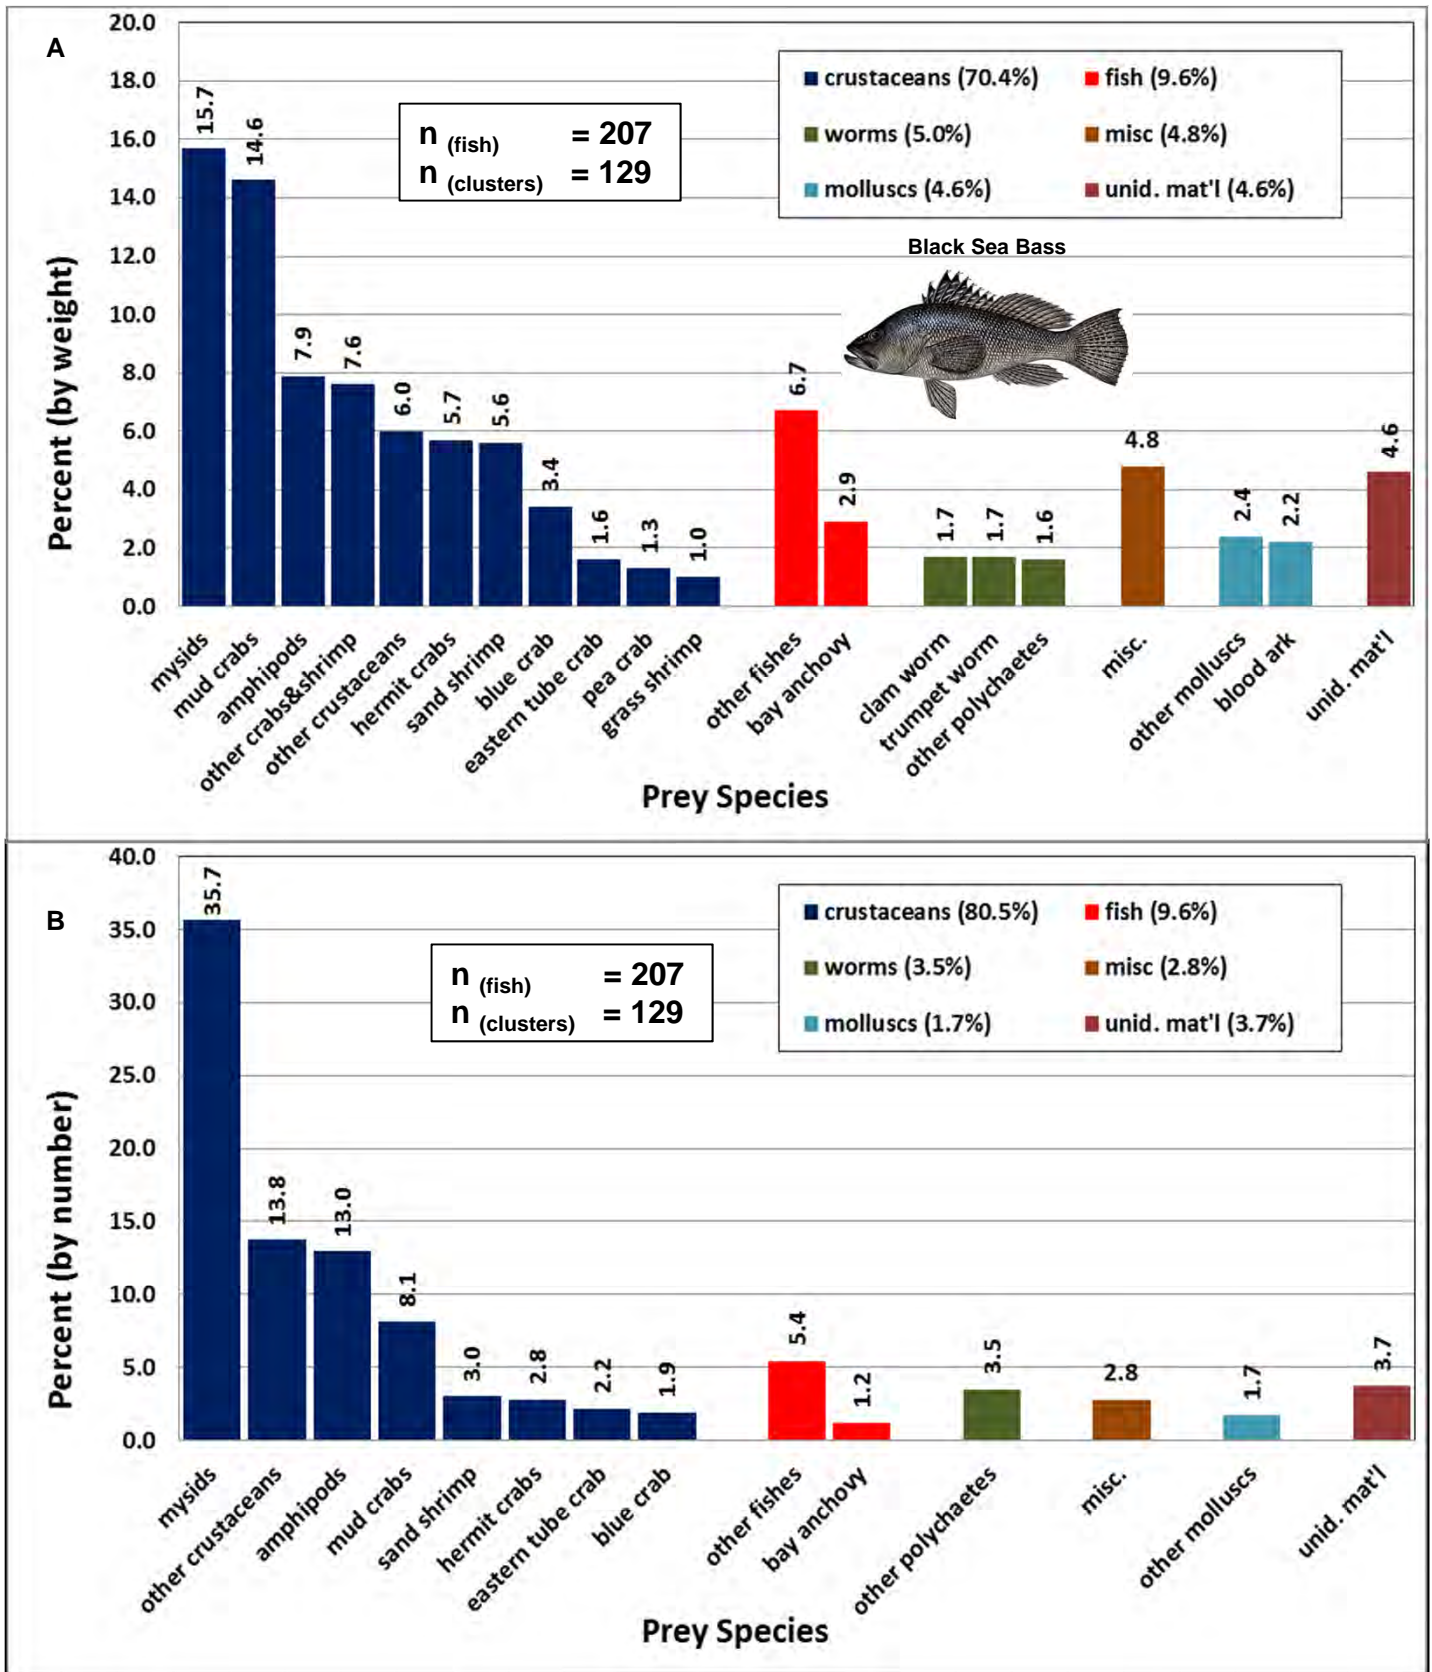 A
20.0
18.0
16.0
14.0
12.0
10.0
8.0
6.0
4.0
2.0
0.0
Percent (by weight)
n (fish) = 207
n (clusters) = 129
crustaceans (70.4%) fish (9.6%)
worms (5.0%) misc (4.8%)
molluscs (4.6%) unid. mat'l (4.6%)
Black Sea Bass
15.7
14.6
7.9
7.6
6.0
5.7
5.6
3.4
1.6
1.3
1.0
6.7
2.9
1.7
1.7
1.6
4.8
2.4
2.2
4.6
mysids
mud crabs
amphipods
other crabs&shrimp
other crustaceans
hermit crabs
sand shrimp
blue crab
eastern tube crab
pea crab
grass shrimp
other fishes
bay anchovy
clam worm
trumpet worm
other polychaetes
misc.
other molluscs
blood ark
unid. mat'l
Prey Species
B
40.0
35.0
30.0
25.0
20.0
15.0
10.0
5.0
0.0
Percent (by number)
n (fish) = 207
n (clusters) = 129
crustaceans (80.5%) fish (9.6%)
worms (3.5%) misc (2.8%)
molluscs (1.7%) unid. mat'l (3.7%)
35.7
13.8
13.0
8.1
3.0
2.8
2.2
1.9
5.4
1.2
3.5
2.8
1.7
3.7
mysids
other crustaceans
amphipods
mud crabs
sand shrimp
hermit crabs
eastern tube crab
blue crab
other fishes
bay anchovy
other polychaetes
misc.
other molluscs
unid. mat'l
Prey Species